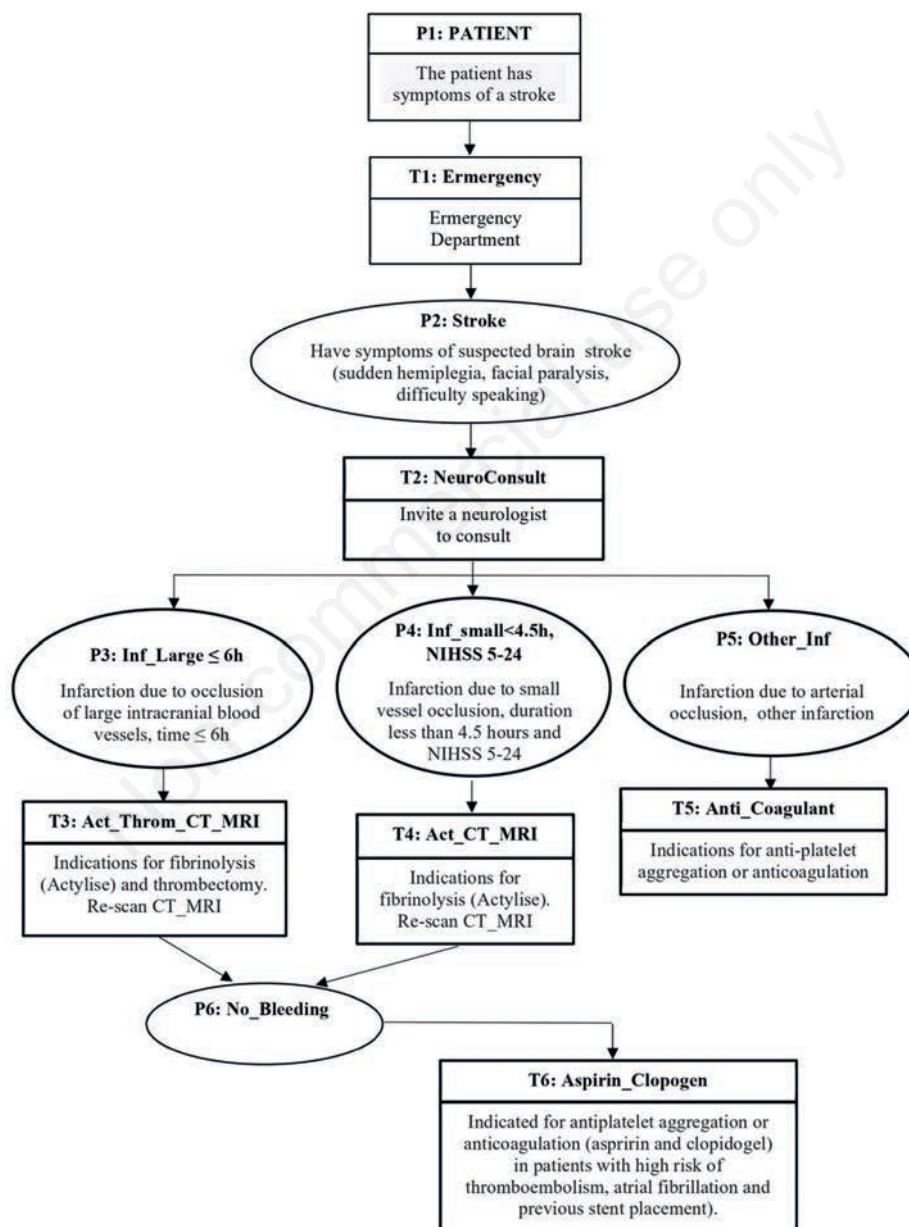 P1: PATIENT
The patient has
symptoms of a stroke
T1: Ermergency
Ermergency
Department
P2: Stroke
Have symptoms of suspected brain stroke
(sudden hemiplegia, facial paralysis,
difficulty speaking)
T2: NeuroConsult
Invite a neurologist
to consult
P3: Inf_Large ≤ 6h
Infarction due to occlusion
of large intracranial blood
vessels, time ≤ 6h
P4: Inf_small<4.5h,
NIHSS 5-24
Infarction due to small
vessel occlusion, duration
less than 4.5 hours and
NIHSS 5-24
P5: Other_Inf
Infarction due to arterial
occlusion, other infarction
T3: Act_Throm_CT_MRI
Indications for fibrinolysis
(Actylise) and thrombectomy.
Re-scan CT_MRI
T4: Act_CT_MRI
Indications for
fibrinolysis (Actylise).
Re-scan CT_MRI
T5: Anti_Coagulant
Indications for anti-platelet
aggregation or anticoagulation
P6: No_Bleeding
T6: Aspirin_Clopogen
Indicated for antiplatelet aggregation or
anticoagulation (aspririn and clopidogel)
in patients with high risk of
thromboembolism, atrial fibrillation and
previous stent placement).
Non commercial use only